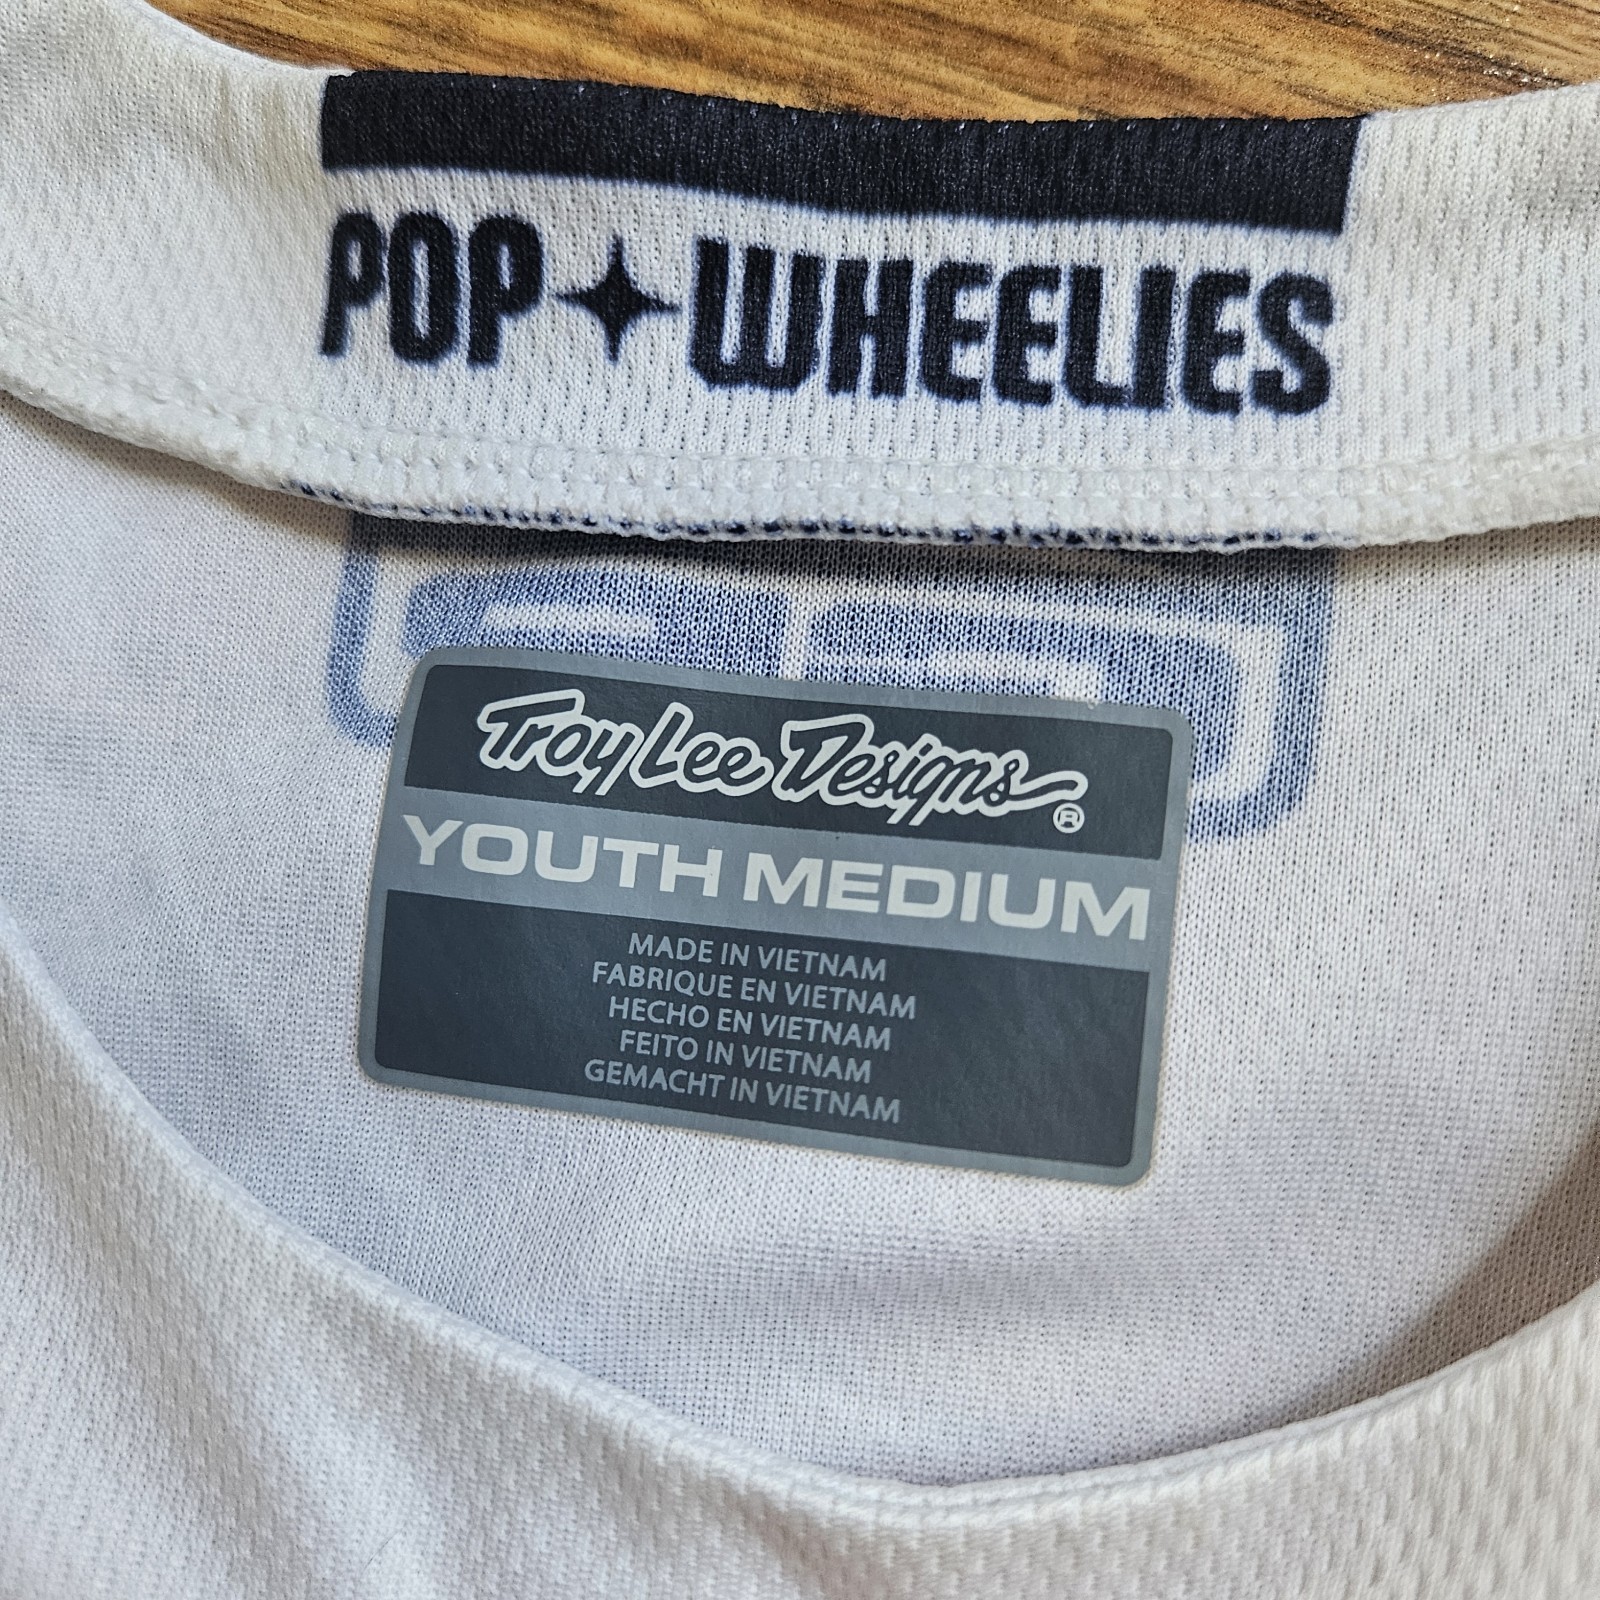 POP✦WHEELIES
Troy Lee Designs®
YOUTH MEDIUM
MADE IN VIETNAM
FABRIQUE EN VIETNAM
HECHO EN VIETNAM
FEITO IN VIETNAM
GEMACHT IN VIETNAM